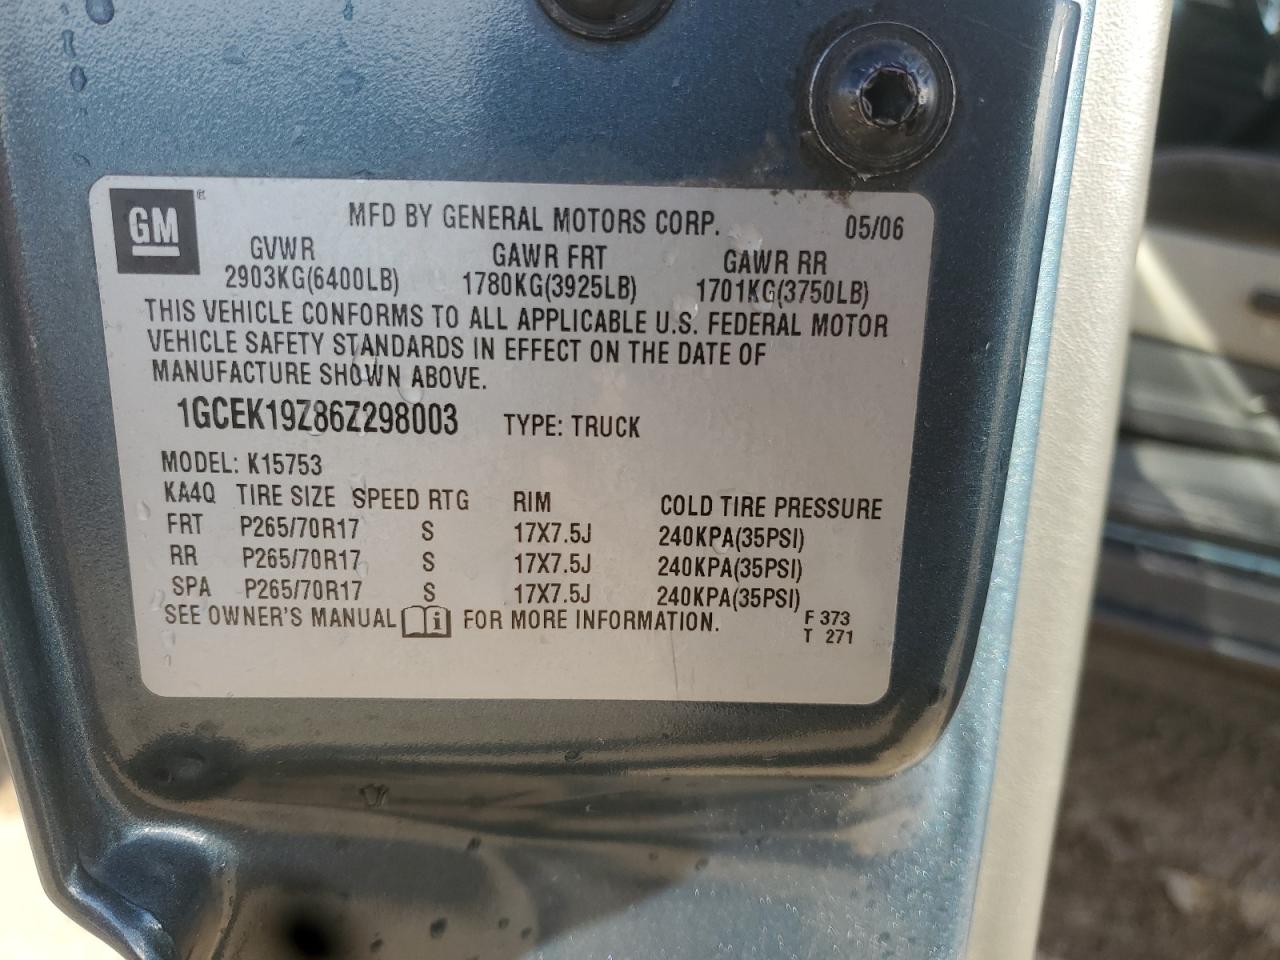 GM ®
MFD BY GENERAL MOTORS CORP. 05/06
GVWR GAWR FRT GAWR RR
2903KG(6400LB) 1780KG(3925LB) 1701KG(3750LB)
THIS VEHICLE CONFORMS TO ALL APPLICABLE U.S. FEDERAL MOTOR
VEHICLE SAFETY STANDARDS IN EFFECT ON THE DATE OF
MANUFACTURE SHOWN ABOVE.
1GCEK19Z86Z298003 TYPE: TRUCK
MODEL: K15753
KA4Q TIRE SIZE SPEED RTG RIM COLD TIRE PRESSURE
FRT P265/70R17 S 17X7.5J 240KPA(35PSI)
RR P265/70R17 S 17X7.5J 240KPA(35PSI)
SPA P265/70R17 S 17X7.5J 240KPA(35PSI)
SEE OWNER'S MANUAL i FOR MORE INFORMATION. F 373
T 271